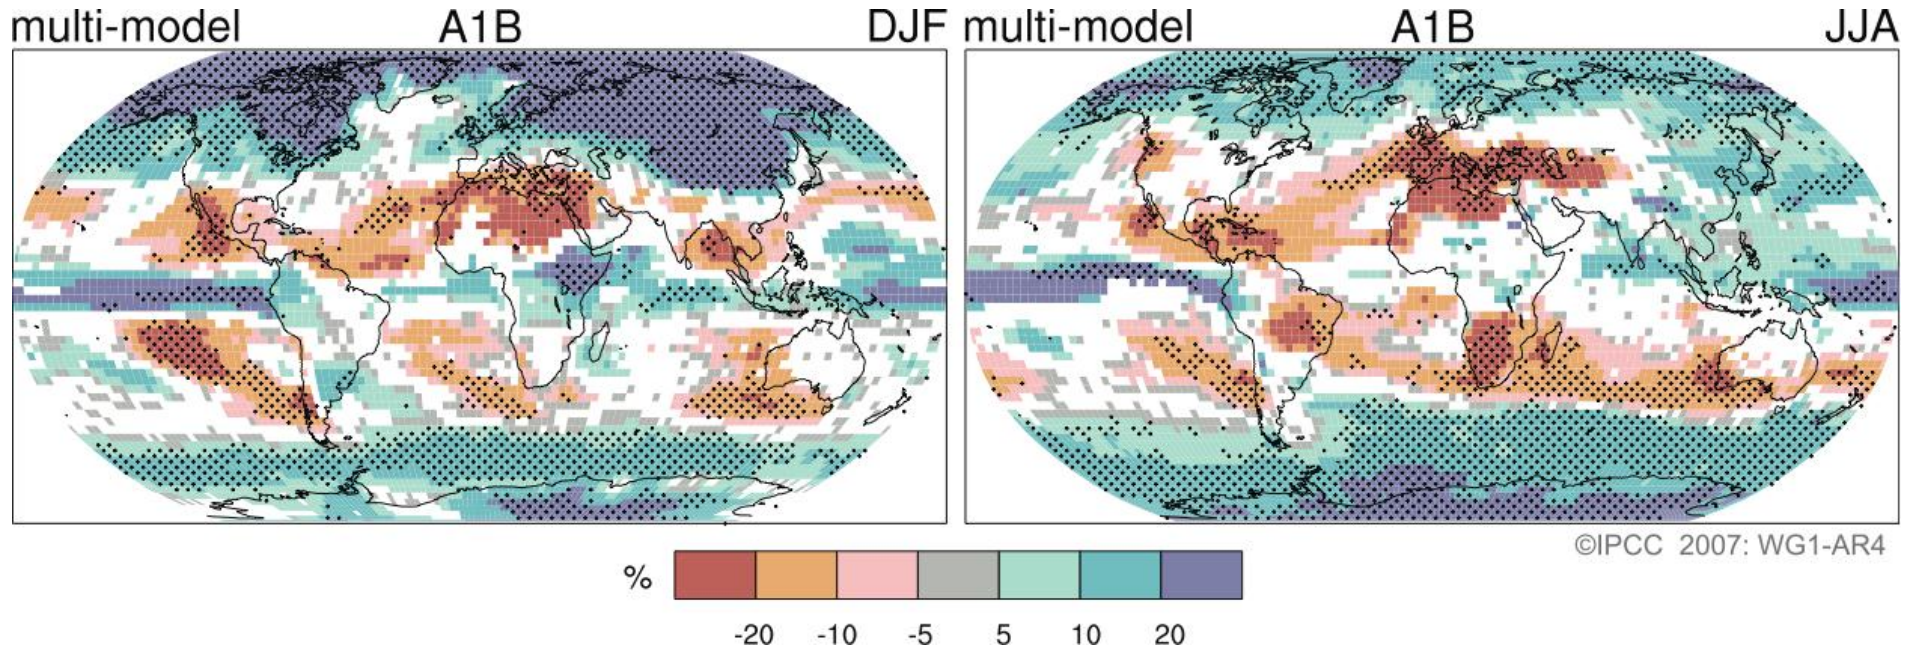 multi-model A1B DJF
multi-model A1B JJA
©IPCC 2007: WG1-AR4
%
-20 -10 -5 5 10 20